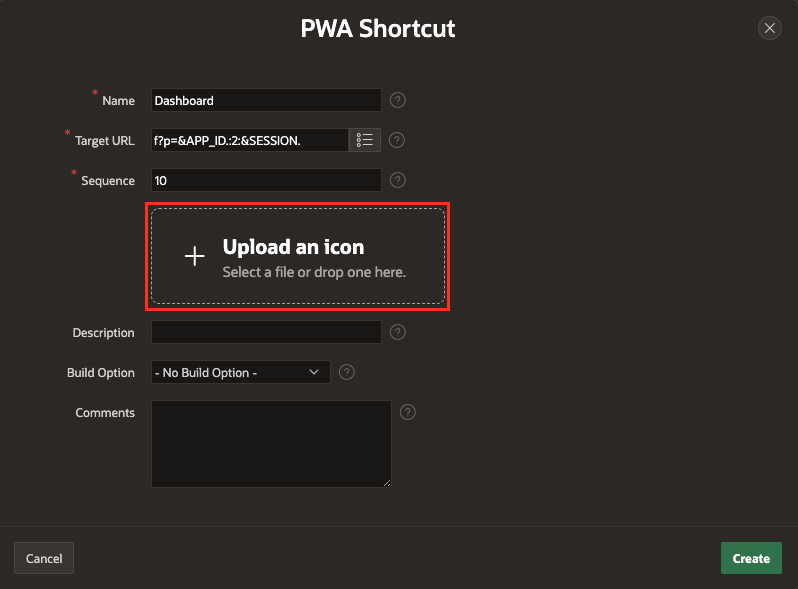 PWA Shortcut
* Name Dashboard ?
* Target URL f?p=&APP_ID.:2:&SESSION. ?
* Sequence 10 ?
Upload an icon
Select a file or drop one here.
Description ?
Build Option - No Build Option - ?
Comments ?
Cancel Create